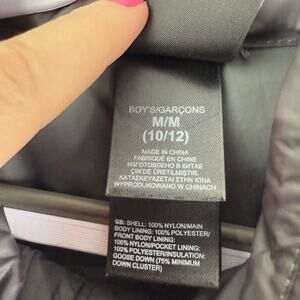 BOY'S/GARÇONS
M/M
(10/12)
MADE IN CHINA
FABRIQUÉ EN CHINE
ИЗГОТОВЛЕНО В КИТАЕ
ÇIN'DE ÜRETILMIŞTIR.
ΚΑΤΑΣΚΕΥΑΖΕΤΑΙ ΣΤΗΝ ΚΙΝΑ
WYPRODUKOWANO W CHINACH
GB: SHELL: 100% NYLON/MAIN
BODY LINING: 100% POLYESTER/
FRONT BODY LINING:
100% NYLON/POCKET LINING:
100% POLYESTER/INSULATION:
GOOSE DOWN (75% MINIMUM
DOWN CLUSTER)